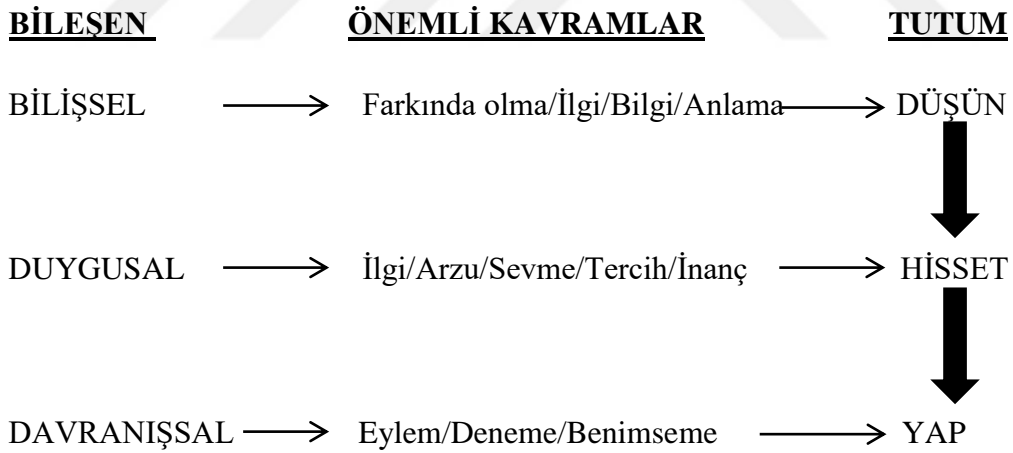 BİLEŞEN ÖNEMLİ KAVRAMLAR TUTUM
BİLİŞSEL Farkında olma/İlgi/Bilgi/Anlama DÜŞÜN
DUYGUSAL İlgi/Arzu/Sevme/Tercih/İnanç HİSSET
DAVRANIŞSAL Eylem/Deneme/Benimseme YAP